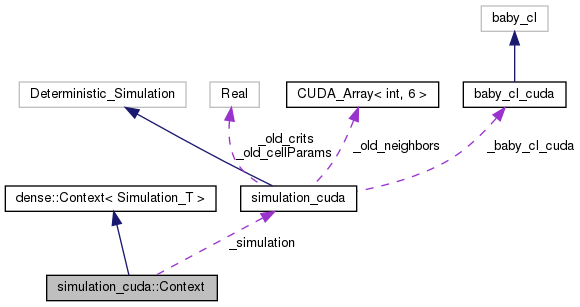 baby_cl
Deterministic_Simulation
Real
CUDA_Array< int, 6 >
baby_cl_cuda
_old_crits
_old_cellParams
_old_neighbors
_baby_cl_cuda
dense::Context< Simulation_T >
simulation_cuda
_simulation
simulation_cuda::Context